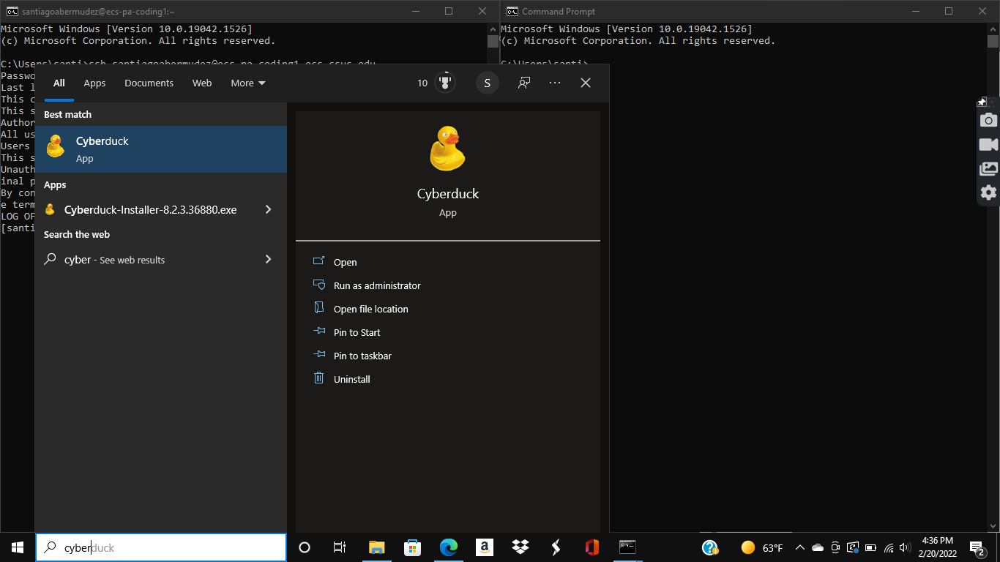 santiagoabermudez@ecs-pa-coding1:~
Microsoft Windows [Version 10.0.19042.1526]
(c) Microsoft Corporation. All rights reserved.
C:\Users\santi>ssh santiagoabermudez@ecs-pa-coding1.ecs.csus.edu
Passwo
Last l
This c
This s
Author
All us
Users
This s
Unauth
inal p
By con
e term
LOG OF
[santi
Command Prompt
Microsoft Windows [Version 10.0.19042.1526]
(c) Microsoft Corporation. All rights reserved.
C:\Users\santi>
All
Apps
Documents
Web
More
10
S
Best match
Cyberduck
App
Apps
Cyberduck-Installer-8.2.3.36880.exe
Search the web
cyber - See web results
Cyberduck
App
Open
Run as administrator
Open file location
Pin to Start
Pin to taskbar
Uninstall
cyberduck
a
63°F
4:36 PM
2/20/2022
2